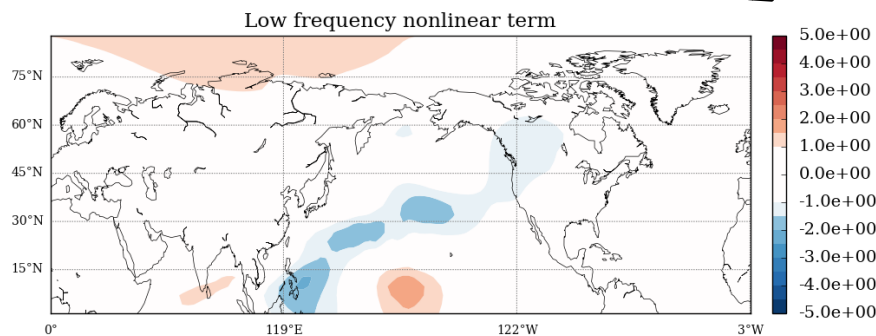 Low frequency nonlinear term
75°N
60°N
45°N
30°N
15°N
0°
119°E
122°W
3°W
5.0e+00
4.0e+00
3.0e+00
2.0e+00
1.0e+00
0.0e+00
-1.0e+00
-2.0e+00
-3.0e+00
-4.0e+00
-5.0e+00